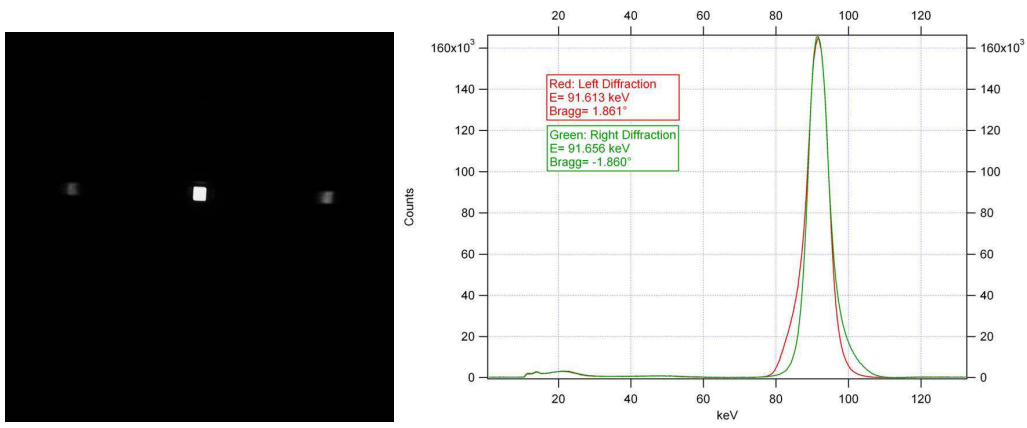 20 40 60 80 100 120
160x10³ 160x10³
140 140
120 120
100 100
80 80
60 60
40 40
20 20
0 0
20 40 60 80 100 120
keV
Counts
Red: Left Diffraction
E= 91.613 keV
Bragg= 1.861°
Green: Right Diffraction
E= 91.656 keV
Bragg= -1.860°